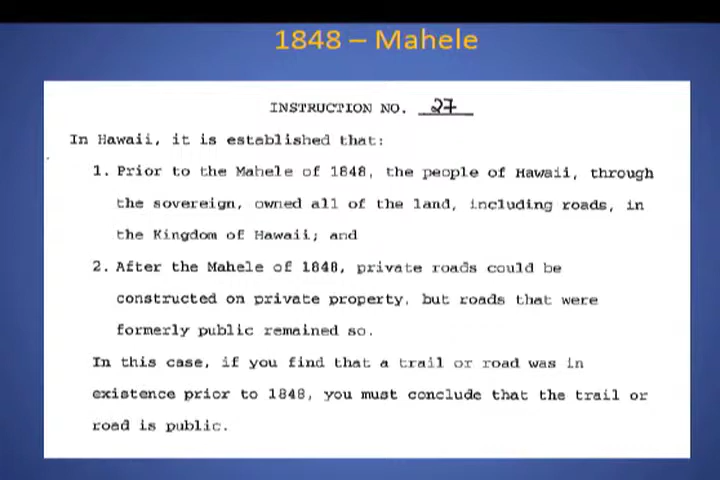 1848 – Mahele
INSTRUCTION NO. 27
In Hawaii, it is established that:
1. Prior to the Mahele of 1848, the people of Hawaii, through
the sovereign, owned all of the land, including roads, in
the Kingdom of Hawaii; and
2. After the Mahele of 1848, private roads could be
constructed on private property, but roads that were
formerly public remained so.
In this case, if you find that a trail or road was in
existence prior to 1848, you must conclude that the trail or
road is public.